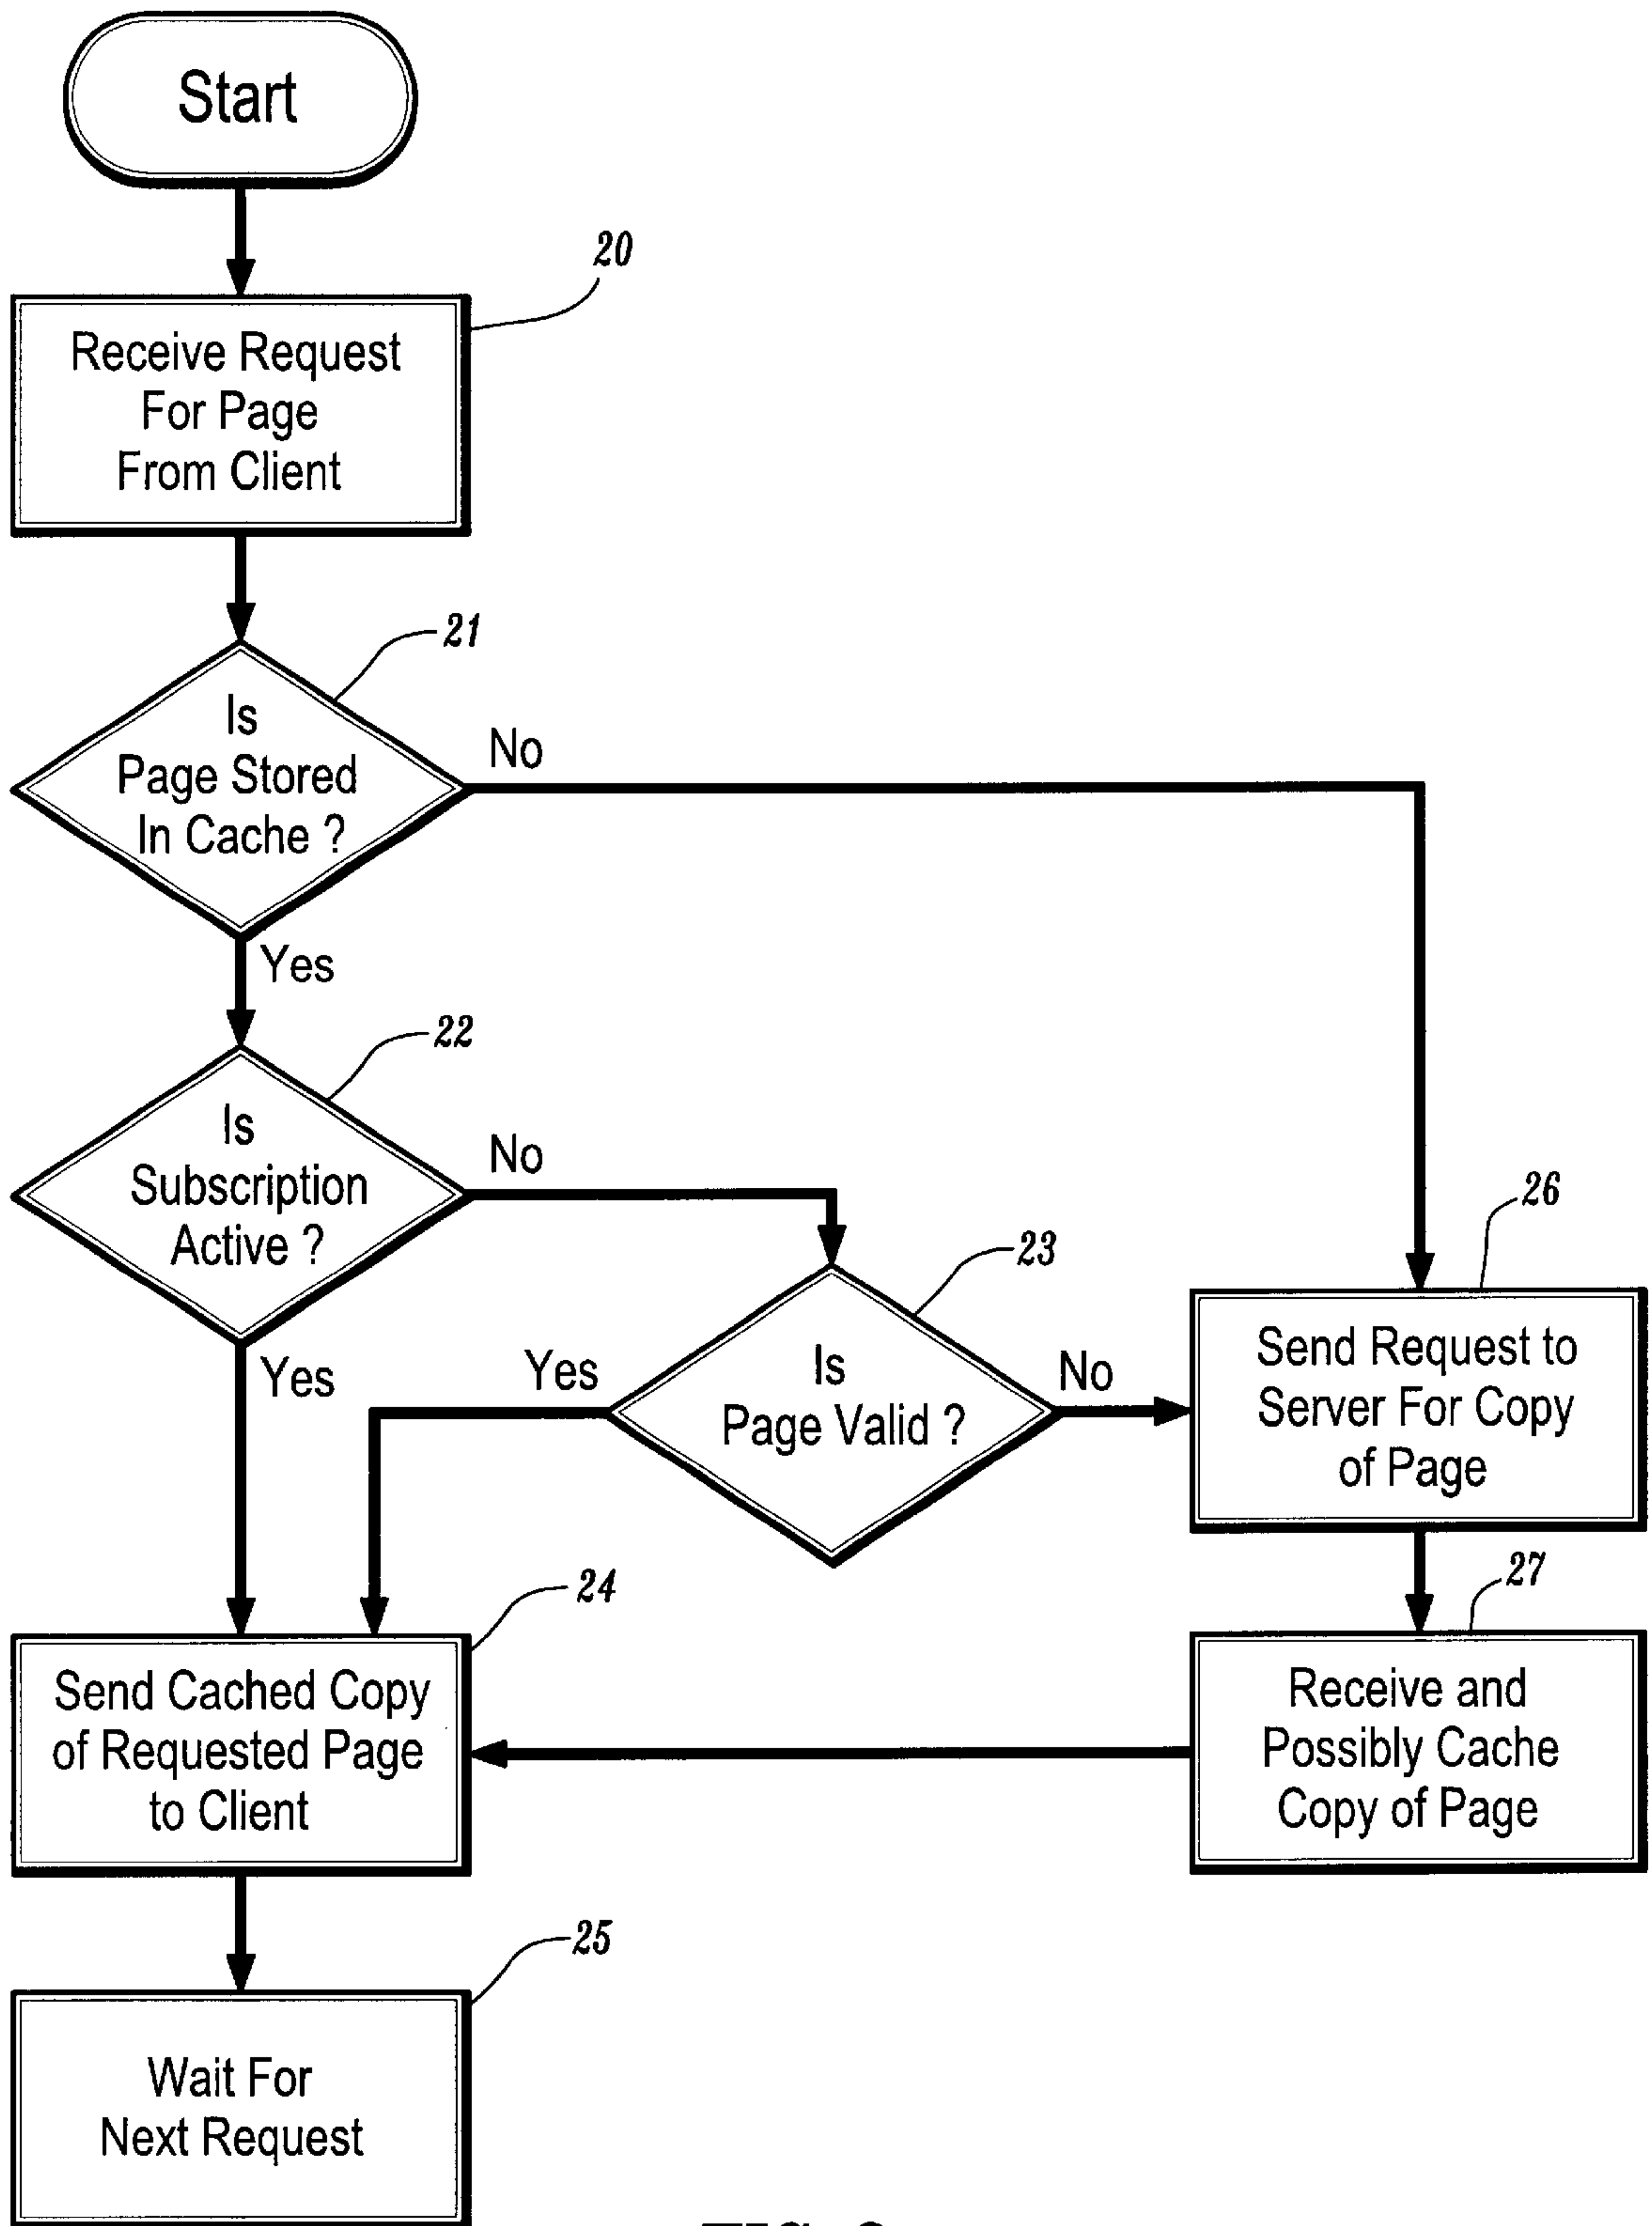 Start
20
Receive Request
For Page
From Client
21
Is
Page Stored
In Cache ?
No
Yes
22
Is
Subscription
Active ?
No
Yes
23
Is
Page Valid ?
Yes
No
26
Send Request to
Server For Copy
of Page
24
Send Cached Copy
of Requested Page
to Client
27
Receive and
Possibly Cache
Copy of Page
25
Wait For
Next Request